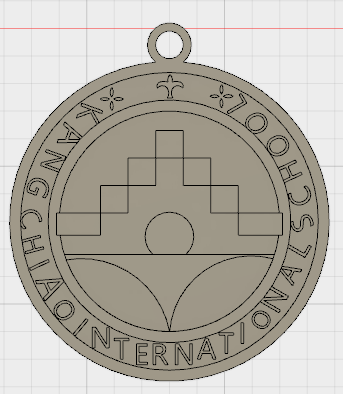 KANG CHIAO INTERNATIONAL SCHOOL